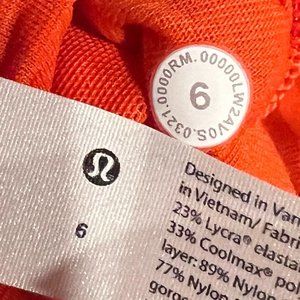 0000RM.00000LW2AV0S.0321.
6
6
Designed in Van
in Vietnam/ Fabri
23% Lycra® elasta
33% Coolmax® pol
layer: 89% Nylon
77% Nylon